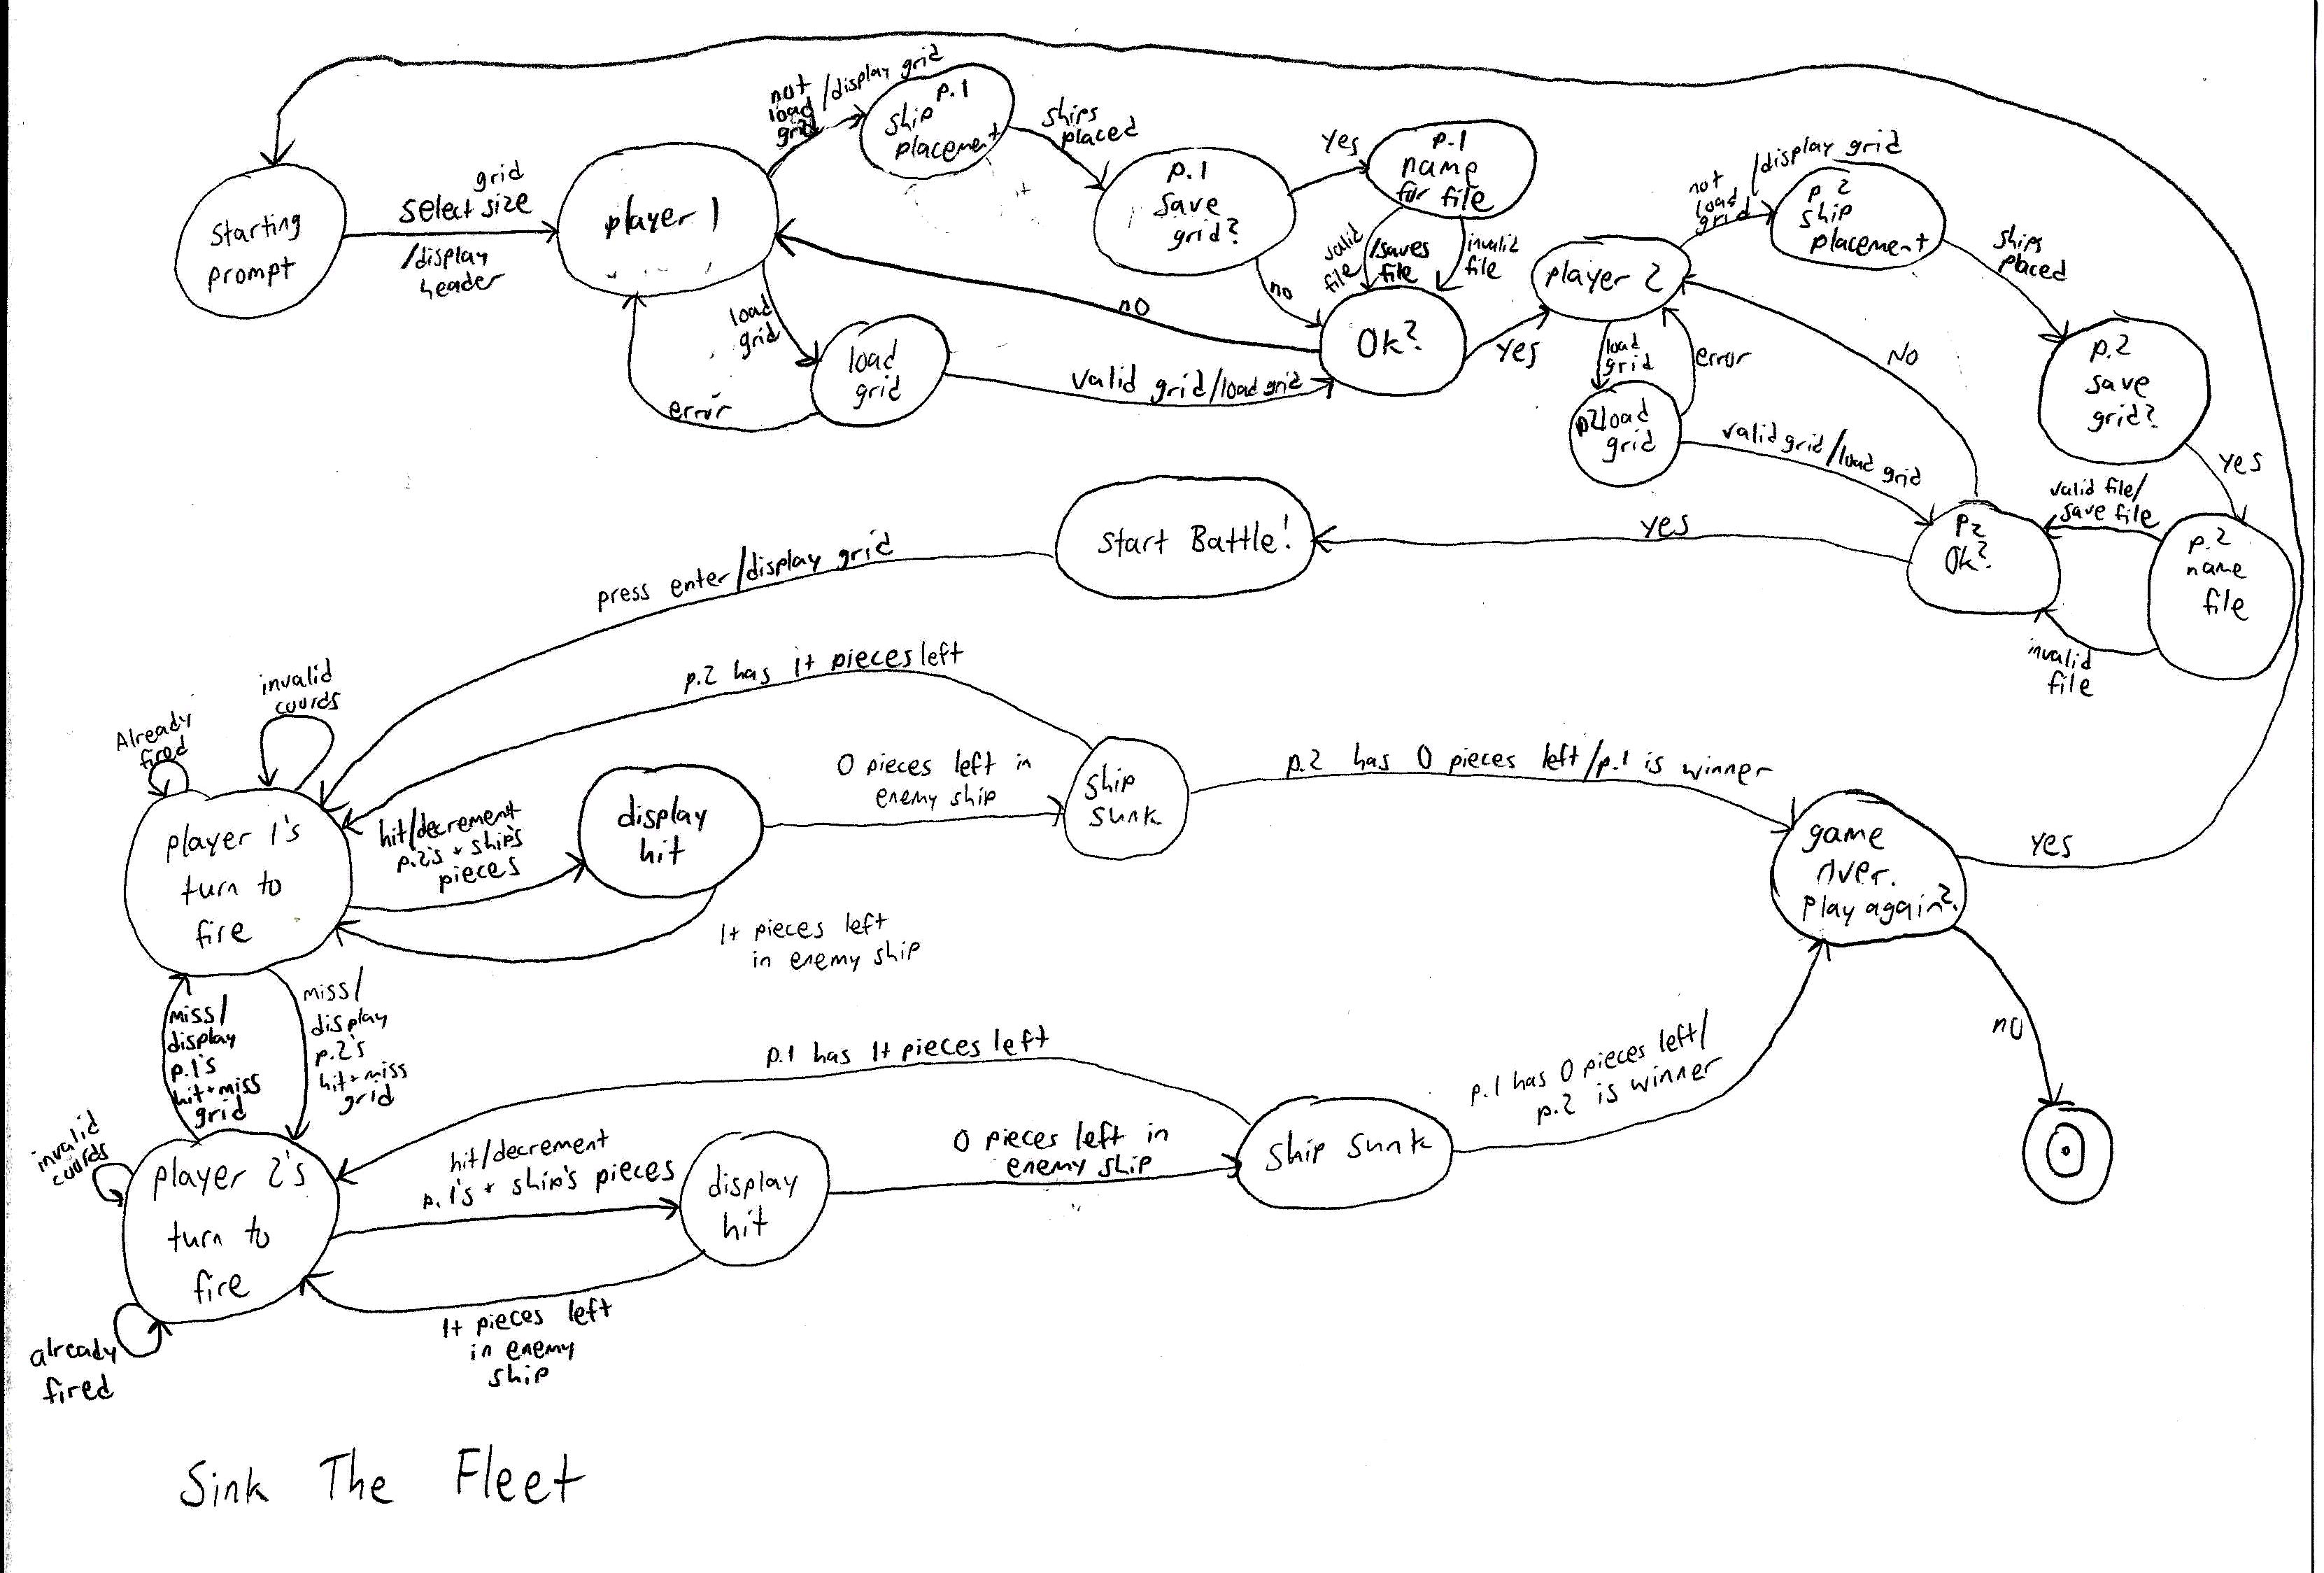 not
load
grid
/display grid
p.1
ship
placement
ships
placed
grid
select size
/display
header
starting
prompt
player 1
p.1
save
grid?
yes
p.1
name
for file
no
valid
file
/saves
file
invalid
file
load
grid
load
grid
error
valid grid/load grid
no
Ok?
yes
player 2
not
load
grid
/display grid
p 2
ship
placement
ships
placed
load
grid
error
p2 load
grid
valid grid/load grid
No
p.2
save
grid?
yes
valid file/
save file
p.2
name
file
invalid
file
P2
Ok?
yes
start Battle!
press enter/display grid
invalid
coords
Already
fired
p.2 has 1+ pieces left
player 1's
turn to
fire
hit/decrement
p.2's + ship's
pieces
display
hit
0 pieces left in
enemy ship
ship
sunk
p.2 has 0 pieces left/p.1 is winner
1+ pieces left
in enemy ship
game
over.
play again?
yes
no
miss/
display
p.1's
hit+miss
grid
miss/
display
p.2's
hit+miss
grid
p.1 has 1+ pieces left
p.1 has 0 pieces left/
p.2 is winner
invalid
coords
player 2's
turn to
fire
hit/decrement
p.1's + ship's pieces
display
hit
0 pieces left in
enemy ship
ship sunk
1+ pieces left
in enemy
ship
already
fired
Sink The Fleet